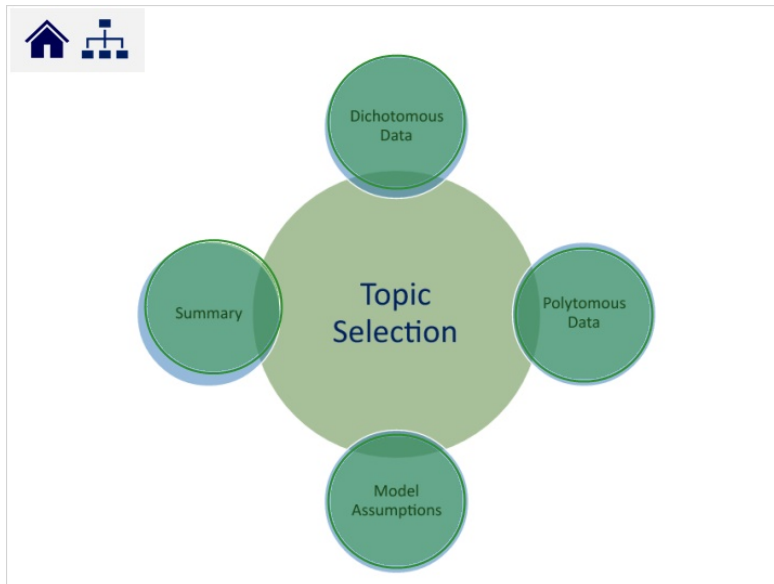 Dichotomous
Data
Summary
Topic
Selection
Polytomous
Data
Model
Assumptions